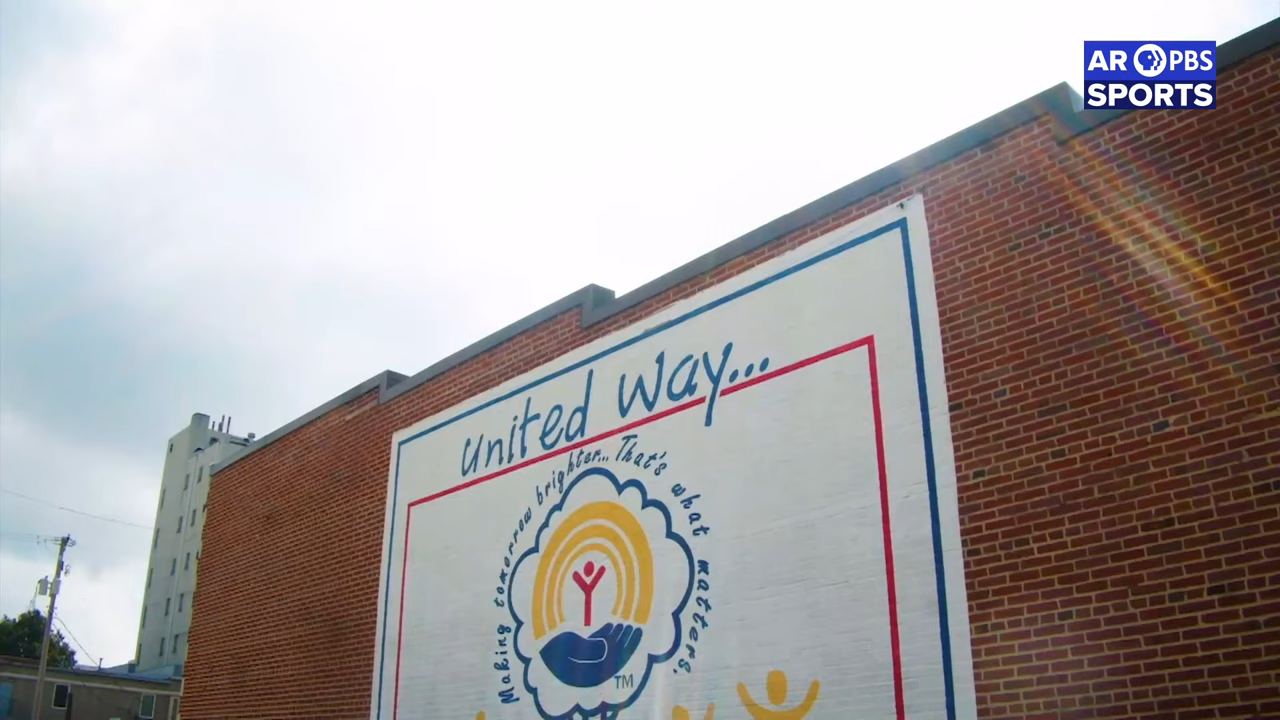 AR PBS
SPORTS
United Way...
Making tomorrow brighter... That's what matters.
TM